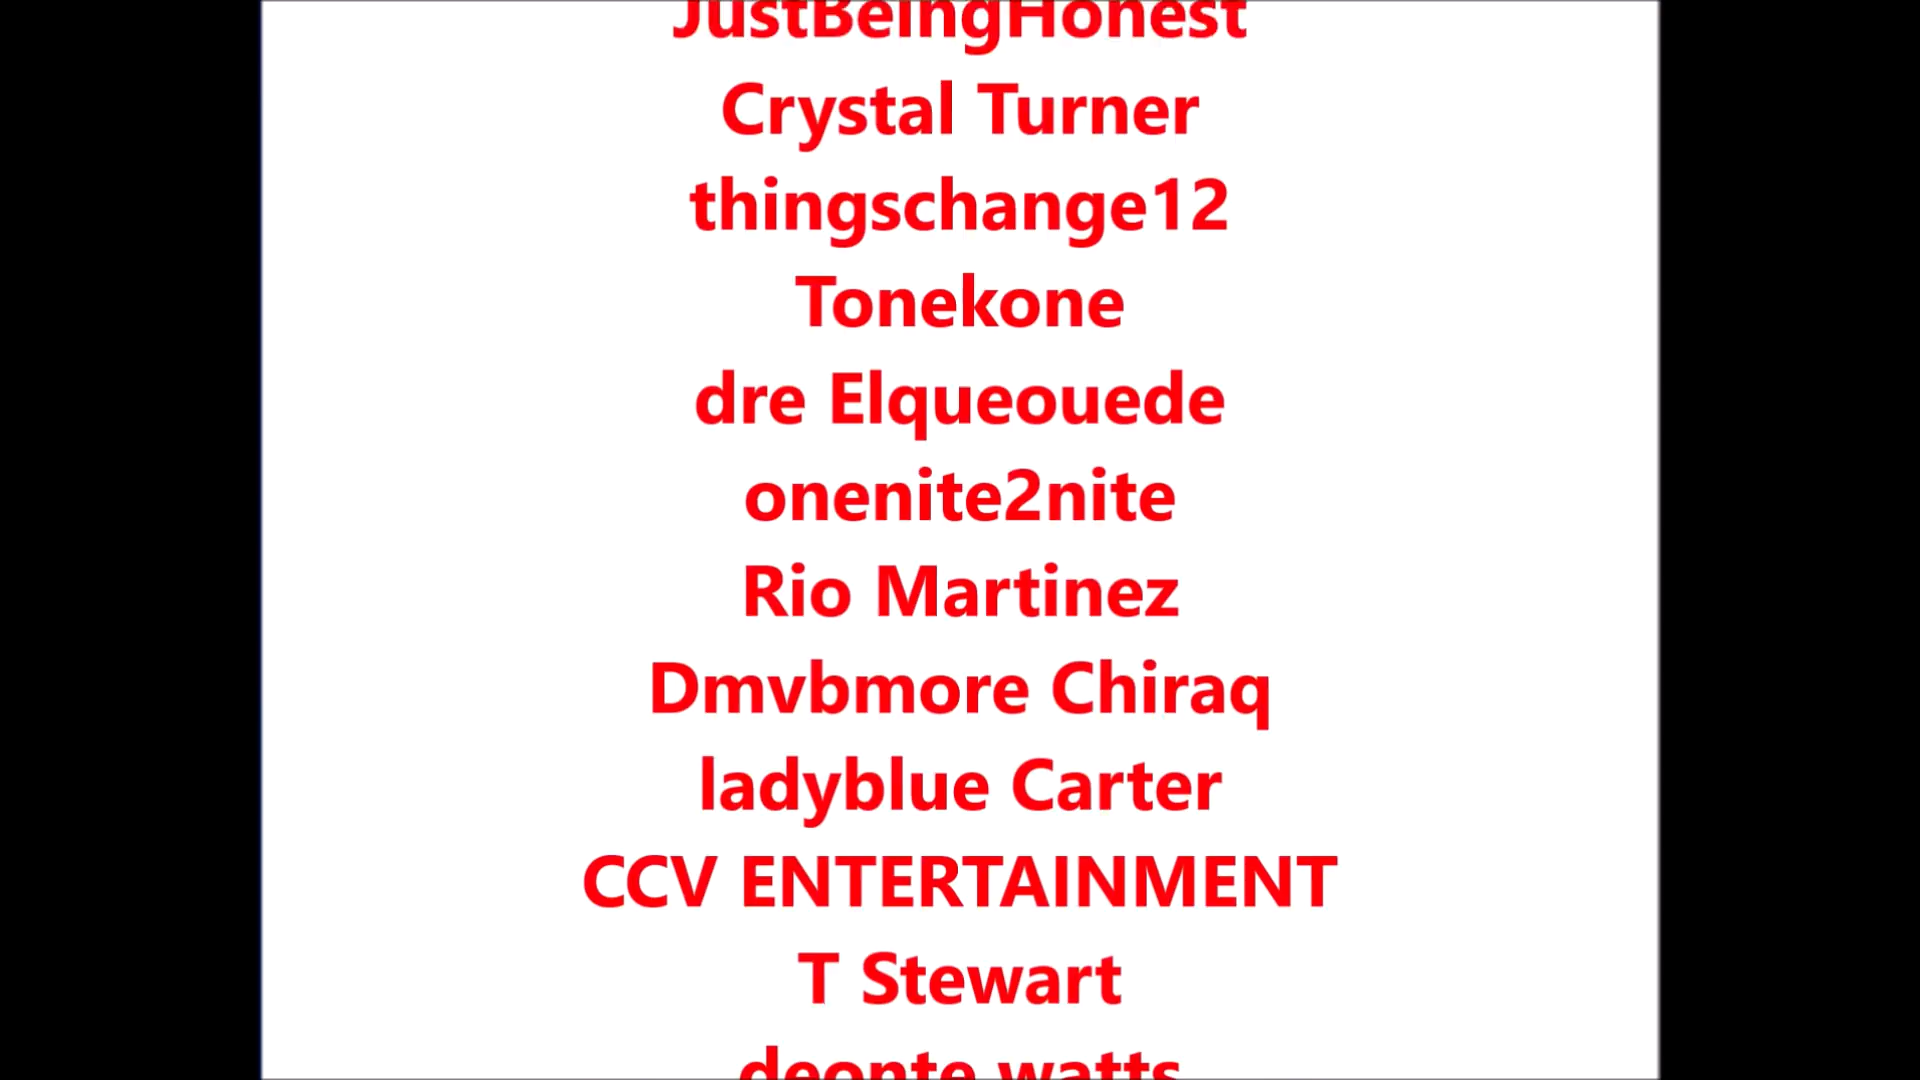 JustBeingHonest
Crystal Turner
thingschange12
Tonekone
dre Elqueouede
onenite2nite
Rio Martinez
Dmvbmore Chiraq
ladyblue Carter
CCV ENTERTAINMENT
T Stewart
deonte watts